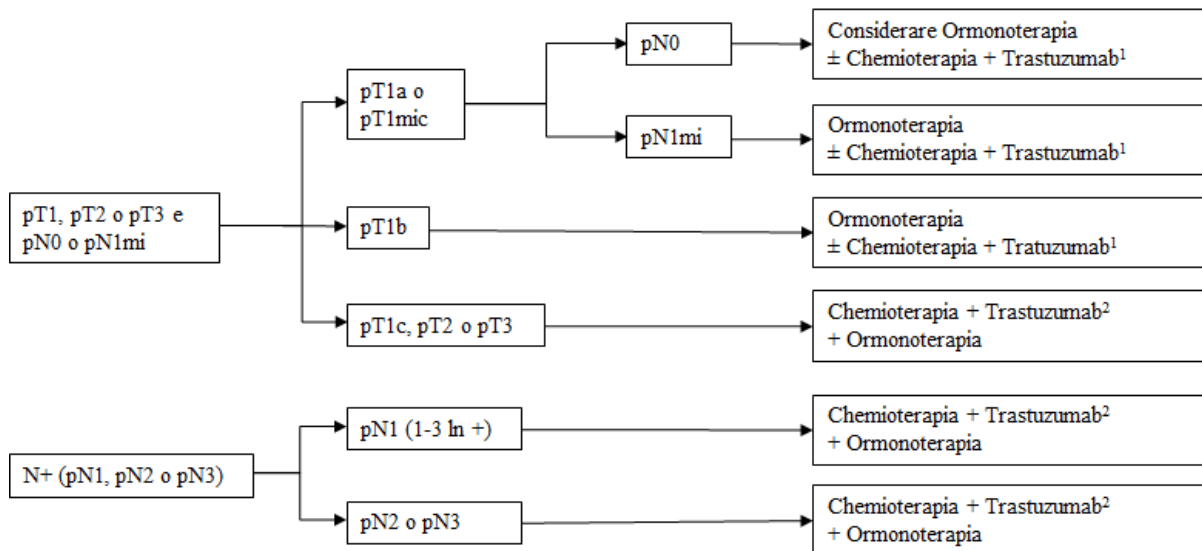 pN0
Considerare Ormonoterapia
± Chemioterapia + Trastuzumab¹
pT1a o
pT1mic
pN1mi
Ormonoterapia
± Chemioterapia + Trastuzumab¹
pT1, pT2 o pT3 e
pN0 o pN1mi
pT1b
Ormonoterapia
± Chemioterapia + Tratuzumab¹
pT1c, pT2 o pT3
Chemioterapia + Trastuzumab²
+ Ormonoterapia
N+ (pN1, pN2 o pN3)
pN1 (1-3 ln +)
Chemioterapia + Trastuzumab²
+ Ormonoterapia
pN2 o pN3
Chemioterapia + Trastuzumab²
+ Ormonoterapia